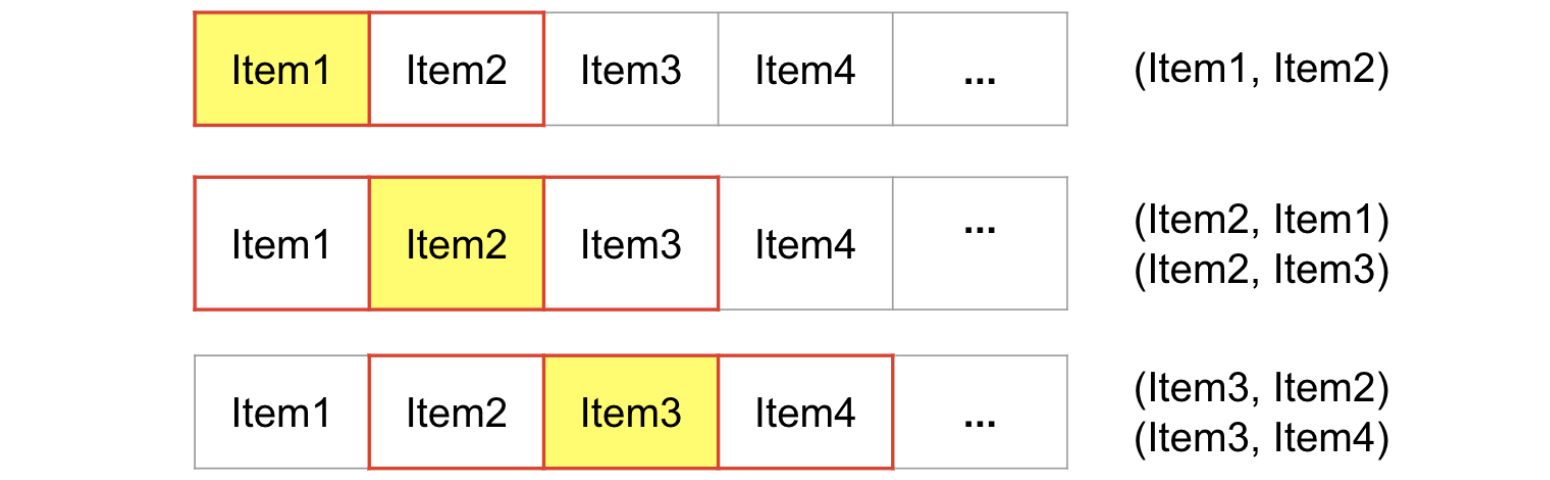 Item1 Item2 Item3 Item4 ... (Item1, Item2)
Item1 Item2 Item3 Item4 ...
(Item2, Item1)
(Item2, Item3)
Item1 Item2 Item3 Item4 ...
(Item3, Item2)
(Item3, Item4)